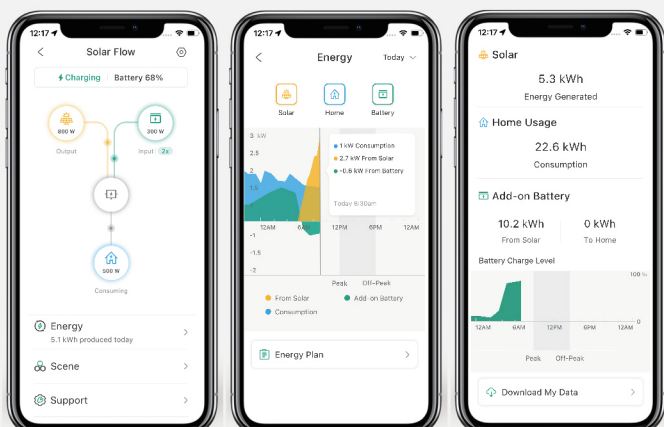 12:17
Solar Flow
Charging Battery 68%
800 W
300 W
Output
Input 2x
500 W
Consuming
Energy
5.1 kWh produced today
Scene
Support
12:17
Energy
Today
Solar
Home
Battery
3 kW
2.5
2
1.5
1 kW Consumption
2.7 kW From Solar
-0.6 kW From Battery
Today 8/30am
12AM 6AM 12PM 6PM 12AM
-1
-1.5
-2
Peak Off-Peak
From Solar
Add-on Battery
Consumption
Energy Plan
12:17
Solar
5.3 kWh
Energy Generated
Home Usage
22.6 kWh
Consumption
Add-on Battery
10.2 kWh 0 kWh
From Solar To Home
Battery Charge Level
100 %
0
12AM 6AM 12PM 6PM 12AM
Peak Off-Peak
Download My Data